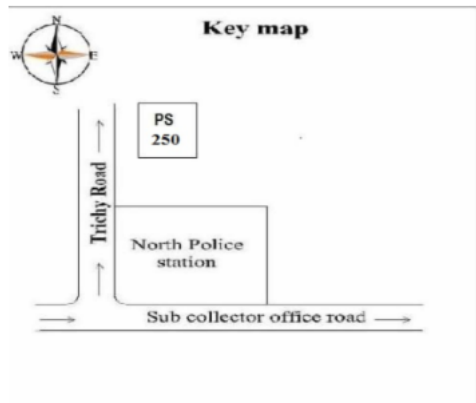 Key map
N
W
E
S
PS
250
Trichy Road
North Police
station
Sub collector office road